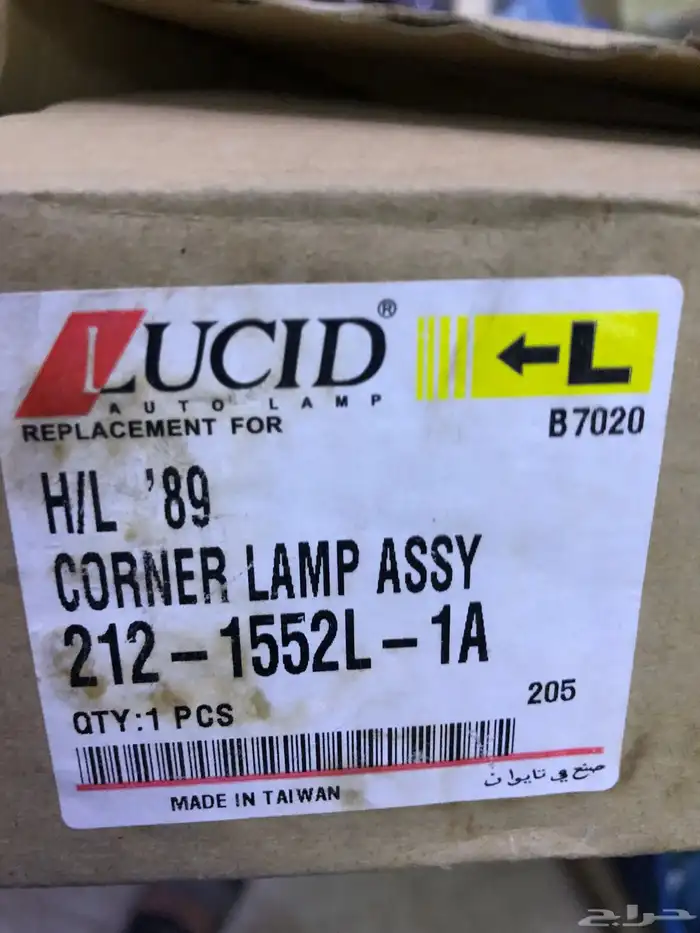 LUCID®
AUTO LAMP
← L
REPLACEMENT FOR
B7020
H/L '89
CORNER LAMP ASSY
212-1552L-1A
205
QTY:1 PCS
صنع في تايوان
MADE IN TAIWAN
حراج